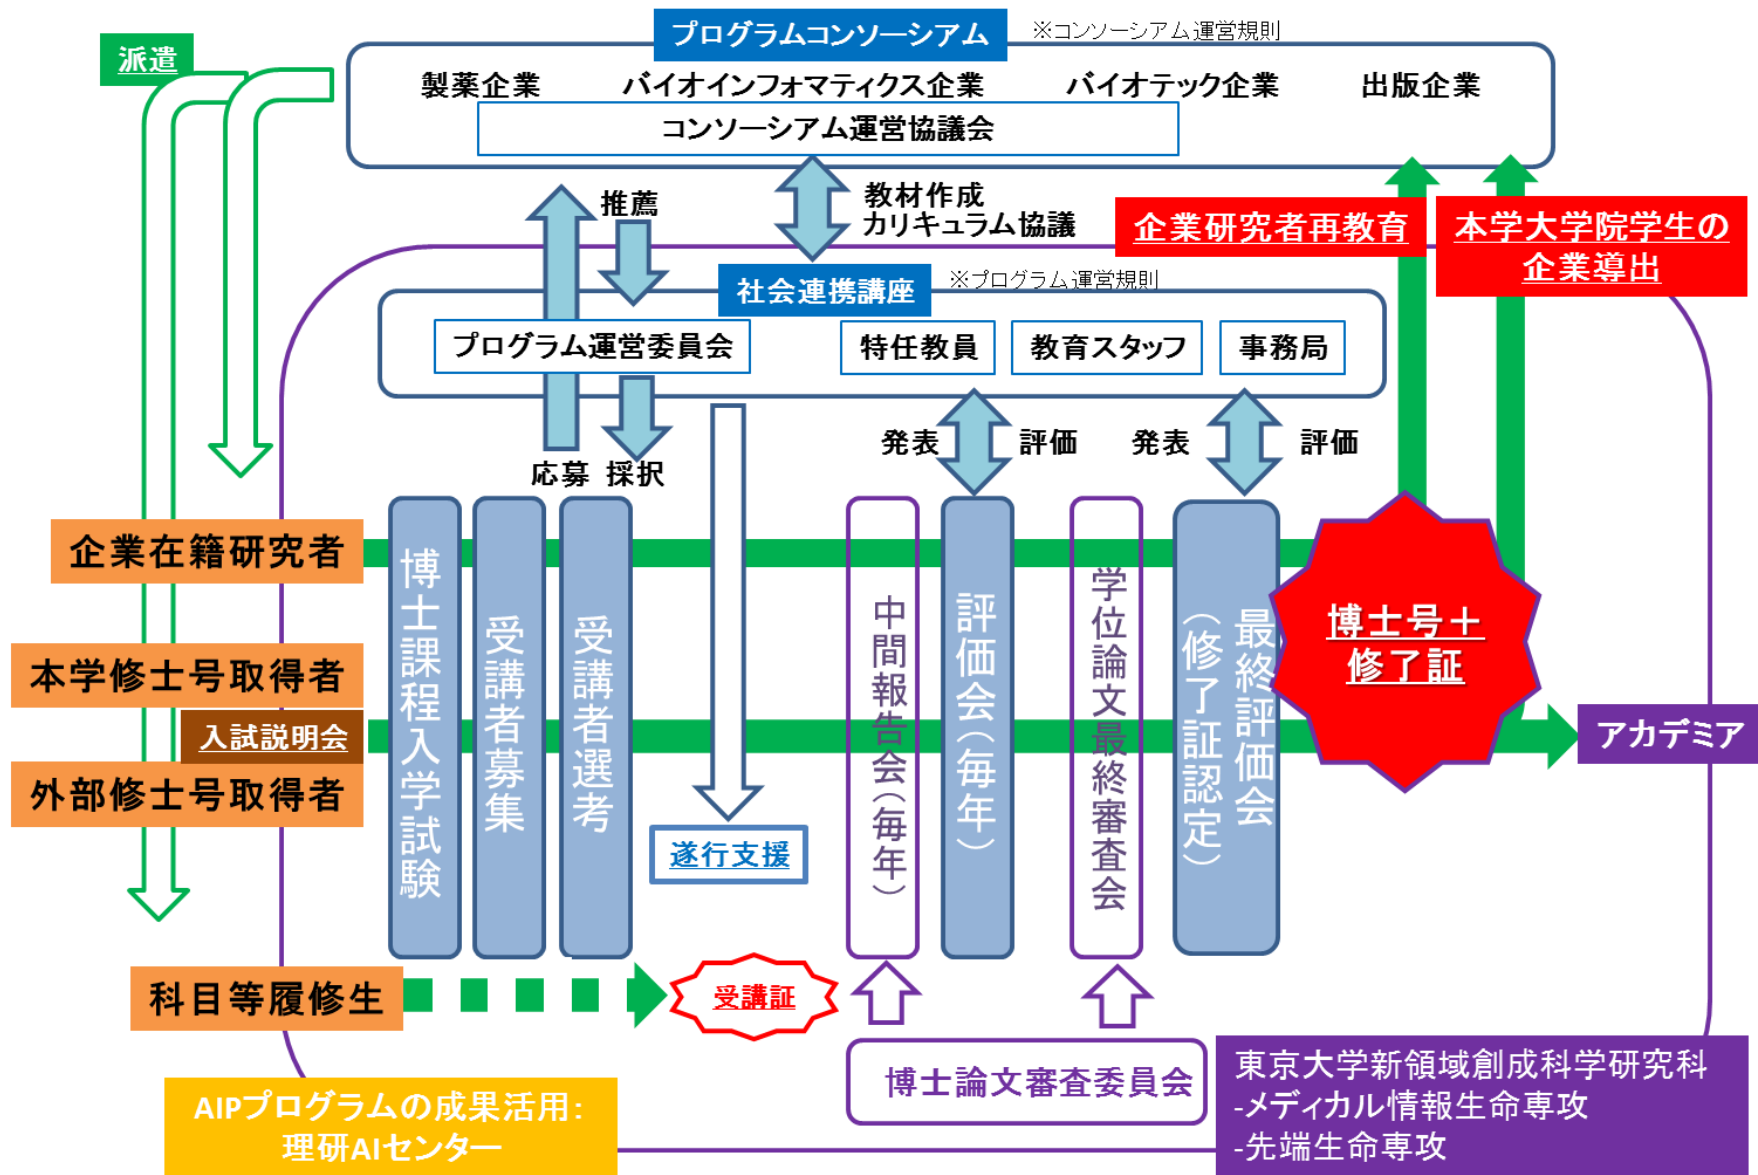 プログラムコンソーシアム
※コンソーシアム運営規則
派遣
製薬企業
バイオインフォマティクス企業
バイオテック企業
出版企業
コンソーシアム運営協議会
推薦
教材作成
カリキュラム協議
企業研究者再教育
本学大学院学生の
企業導出
社会連携講座
※プログラム運営規則
プログラム運営委員会
特任教員
教育スタッフ
事務局
応募
採択
発表
評価
発表
評価
企業在籍研究者
本学修士号取得者
入試説明会
外部修士号取得者
博士課程入学試験
受講者募集
受講者選考
遂行支援
中間報告会(毎年)
評価会(毎年)
学位論文最終審査会
最終評価会
(修了証認定)
博士号＋
修了証
アカデミア
科目等履修生
受講証
博士論文審査委員会
AIPプログラムの成果活用:
理研AIセンター
東京大学新領域創成科学研究科
-メディカル情報生命専攻
-先端生命専攻